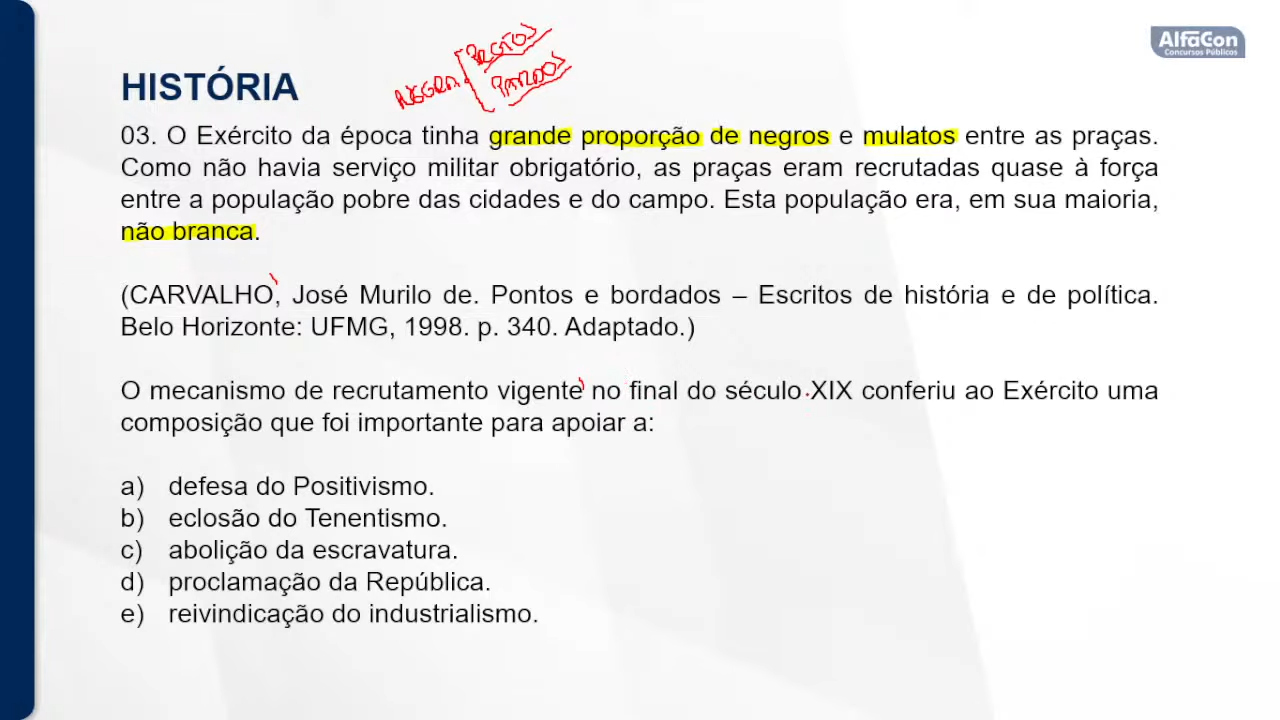 AlfaCon
Concursos Públicos
PRETOS
NEGRA PARDOS
HISTÓRIA
03. O Exército da época tinha grande proporção de negros e mulatos entre as praças.
Como não havia serviço militar obrigatório, as praças eram recrutadas quase à força
entre a população pobre das cidades e do campo. Esta população era, em sua maioria,
não branca.
(CARVALHO, José Murilo de. Pontos e bordados – Escritos de história e de política.
Belo Horizonte: UFMG, 1998. p. 340. Adaptado.)
O mecanismo de recrutamento vigente no final do século XIX conferiu ao Exército uma
composição que foi importante para apoiar a:
a) defesa do Positivismo.
b) eclosão do Tenentismo.
c) abolição da escravatura.
d) proclamação da República.
e) reivindicação do industrialismo.